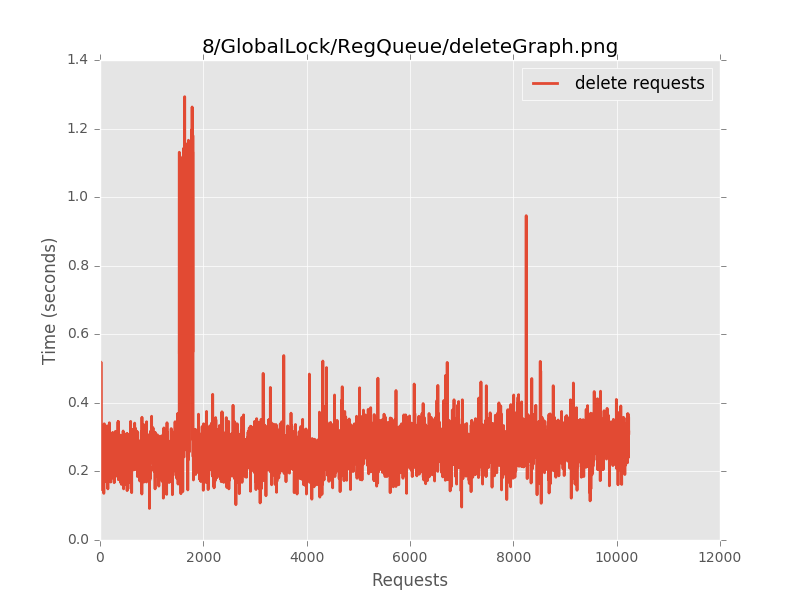 8/GlobalLock/RegQueue/deleteGraph.png
delete requests
1.4
1.2
1.0
0.8
0.6
0.4
0.2
0.0
Time (seconds)
0 2000 4000 6000 8000 10000 12000
Requests